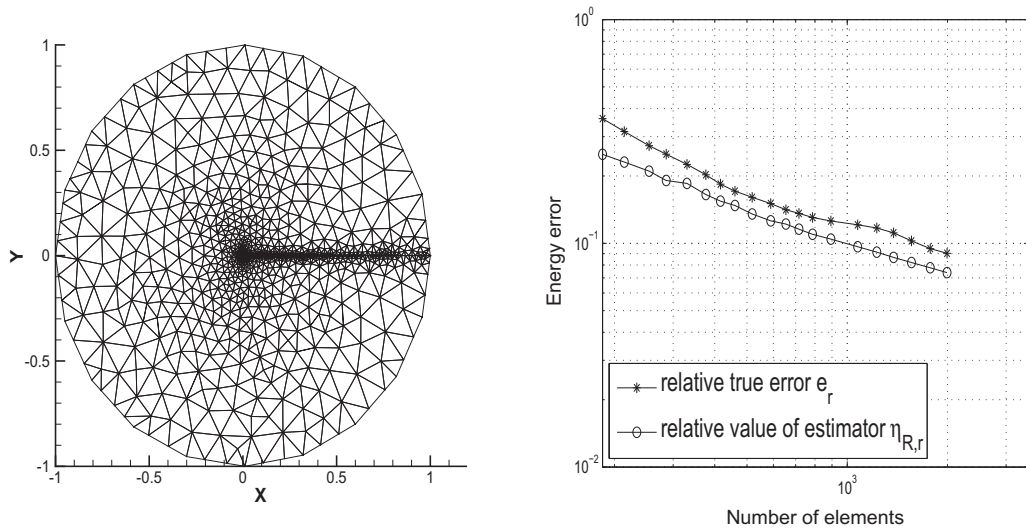 1
0.5
0
-0.5
-1
Y
-1
-0.5
0
0.5
1
X
10^0
10^-1
10^-2
Energy error
relative true error e_r
relative value of estimator η_R,r
10^3
Number of elements